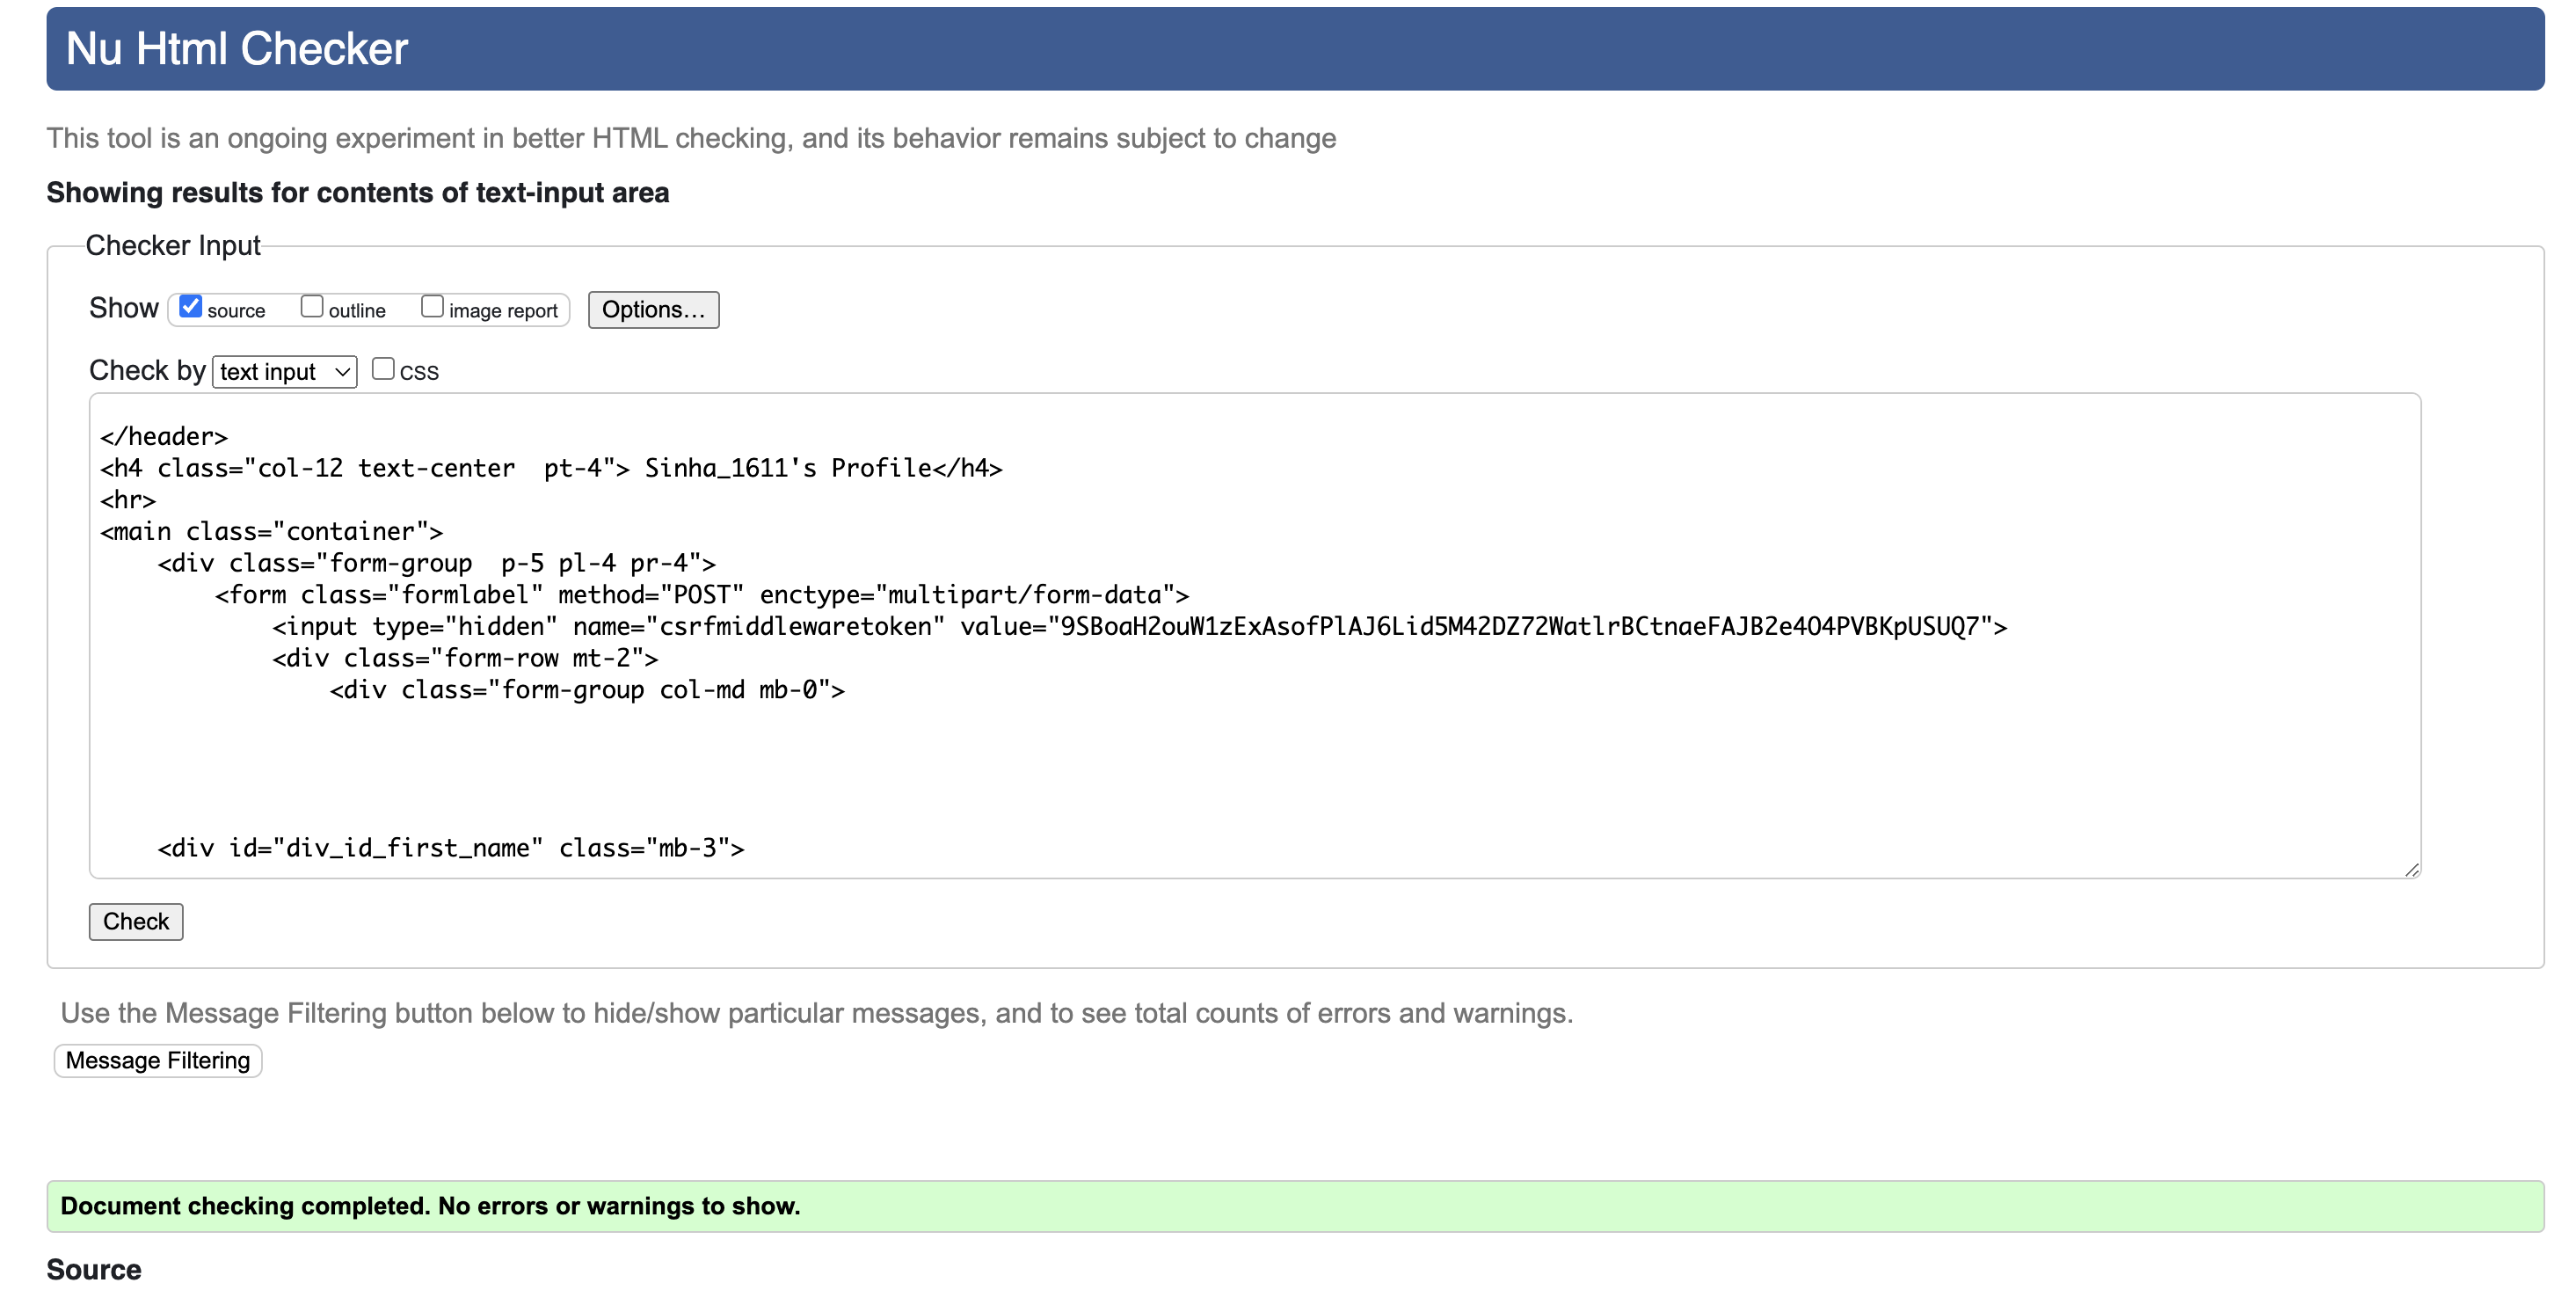 Nu Html Checker
This tool is an ongoing experiment in better HTML checking, and its behavior remains subject to change
Showing results for contents of text-input area
Checker Input
Show source outline image report Options...
Check by text input CSS
</header>
<h4 class="col-12 text-center  pt-4"> Sinha_1611's Profile</h4>
<hr>
<main class="container">
    <div class="form-group  p-5 pl-4 pr-4">
        <form class="formlabel" method="POST" enctype="multipart/form-data">
            <input type="hidden" name="csrfmiddlewaretoken" value="9SBoaH2ouW1zExAsofPlAJ6Lid5M42DZ72WatlrBCtnaeFAJB2e4O4PVBKpUSUQ7">
            <div class="form-row mt-2">
                <div class="form-group col-md mb-0">
    <div id="div_id_first_name" class="mb-3">
Check
Use the Message Filtering button below to hide/show particular messages, and to see total counts of errors and warnings.
Message Filtering
Document checking completed. No errors or warnings to show.
Source